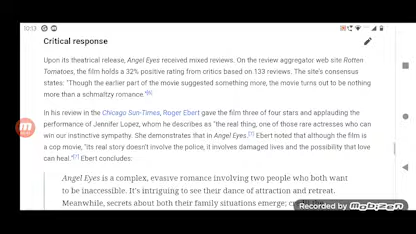 02:13
Critical response
Upon its theatrical release, Angel Eyes received mixed reviews. On the review aggregator web site Rotten
Tomatoes, the film holds a 32% positive rating from critics based on 133 reviews. The site's consensus
states: "Though the earlier part of the movie suggested something more, the movie turns out to be nothing
more than a schmaltzy romance."[6]
In his review in the Chicago Sun-Times, Roger Ebert gave the film three of four stars and applauding the
performance of Jennifer Lopez, whom he describes as "the real thing, one of those rare actresses who can
win our instinctive sympathy. She demonstrates that in Angel Eyes.[7] Ebert noted that although the film is
a cop movie, "its real story doesn't involve the police, it involves damaged lives and the possibility that love
can heal."[7] Ebert concludes:
Angel Eyes is a complex, evasive romance involving two people who both want
to be inaccessible. It's intriguing to see their dance of attraction and retreat.
Meanwhile, secrets about both their family situations emerge;
Recorded by Mobizen